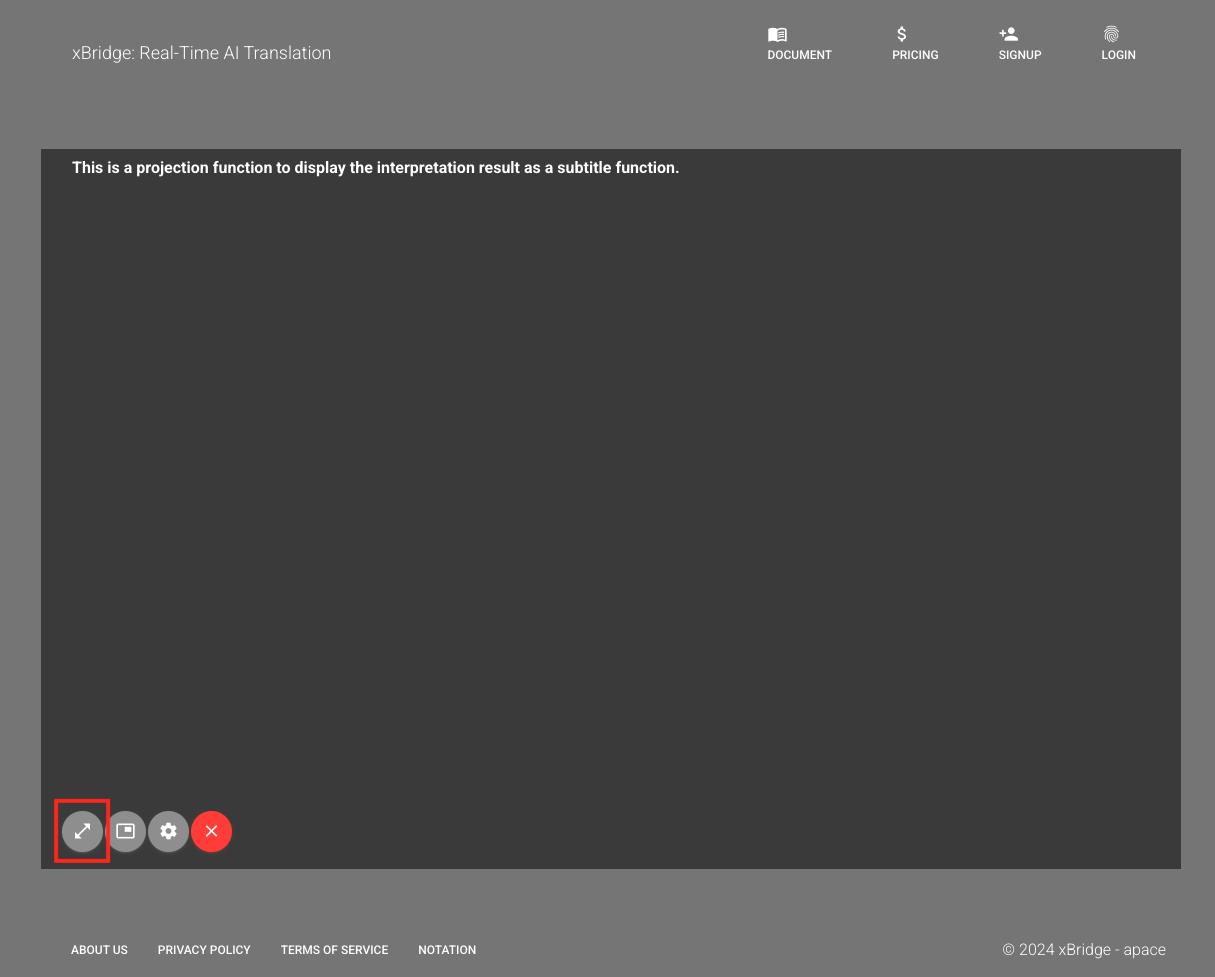 xBridge: Real-Time AI Translation
DOCUMENT
PRICING
SIGNUP
LOGIN
This is a projection function to display the interpretation result as a subtitle function.
ABOUT US
PRIVACY POLICY
TERMS OF SERVICE
NOTATION
© 2024 xBridge - apace